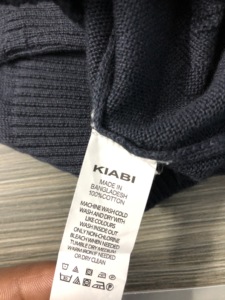 KIABI
MADE IN
BANGLADESH
100%COTTON
MACHINE WASH COLD
WASH AND DRY WITH
LIKE COLOURS
WASH INSIDE OUT
ONLY NON-CHLORINE
BLEACH WHEN NEEDED
TUMBLE DRY MEDIUM
WARM IRON IF NEEDED
OR DRY CLEAN